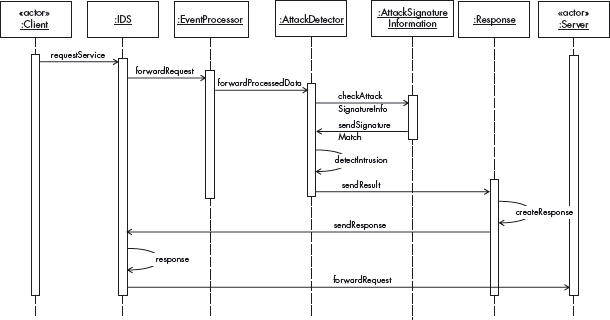 «actor»
:Client
:IDS
:EventProcessor
:AttackDetector
:AttackSignature
Information
:Response
«actor»
:Server
requestService
forwardRequest
forwardProcessedData
checkAttack
SignatureInfo
sendSignature
Match
detectIntrusion
sendResult
createResponse
sendResponse
response
forwardRequest